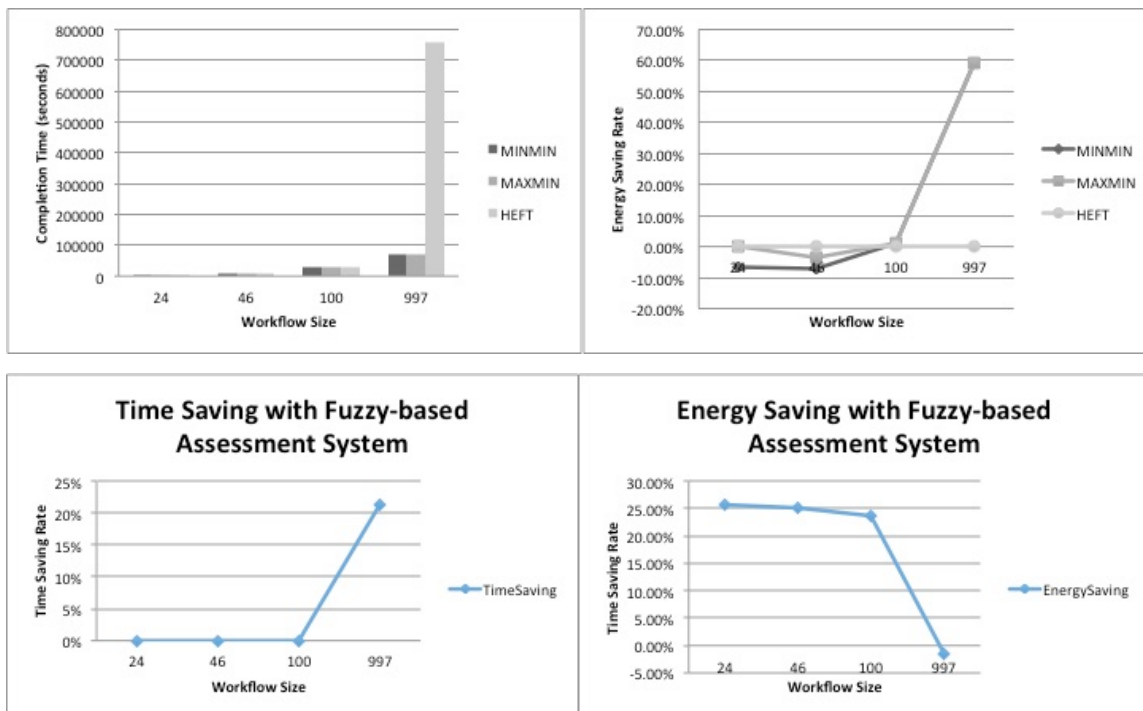 800000
700000
600000
500000
400000
300000
200000
100000
0
Completion Time (seconds)
24 46 100 997
Workflow Size
MINMIN
MAXMIN
HEFT
70.00%
60.00%
50.00%
40.00%
30.00%
20.00%
10.00%
0.00%
-10.00%
-20.00%
Energy Saving Rate
24 46 100 997
Workflow Size
MINMIN
MAXMIN
HEFT
Time Saving with Fuzzy-based
Assessment System
25%
20%
15%
10%
5%
0%
Time Saving Rate
24 46 100 997
Workflow Size
TimeSaving
Energy Saving with Fuzzy-based
Assessment System
30.00%
25.00%
20.00%
15.00%
10.00%
5.00%
0.00%
-5.00%
Time Saving Rate
24 46 100 997
Workflow Size
EnergySaving